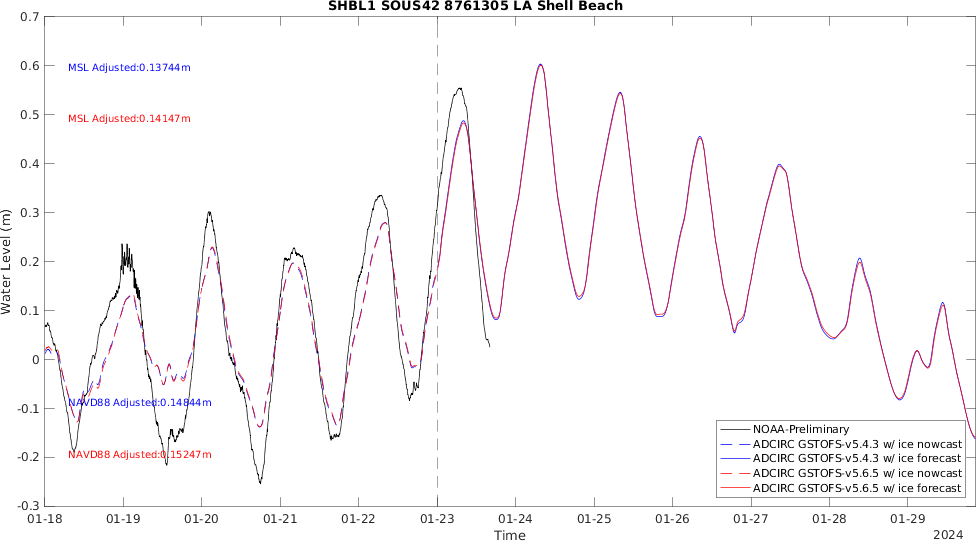 SHBL1 SOUS42 8761305 LA Shell Beach
0.7
0.6
0.5
0.4
0.3
0.2
0.1
0
-0.1
-0.2
-0.3
Water Level (m)
MSL Adjusted:0.13744m
MSL Adjusted:0.14147m
NAVD88 Adjusted:0.14844m
NAVD88 Adjusted:0.15247m
NOAA-Preliminary
ADCIRC GSTOFS-v5.4.3 w/ ice nowcast
ADCIRC GSTOFS-v5.4.3 w/ ice forecast
ADCIRC GSTOFS-v5.6.5 w/ ice nowcast
ADCIRC GSTOFS-v5.6.5 w/ ice forecast
01-18 01-19 01-20 01-21 01-22 01-23 01-24 01-25 01-26 01-27 01-28 01-29
Time
2024